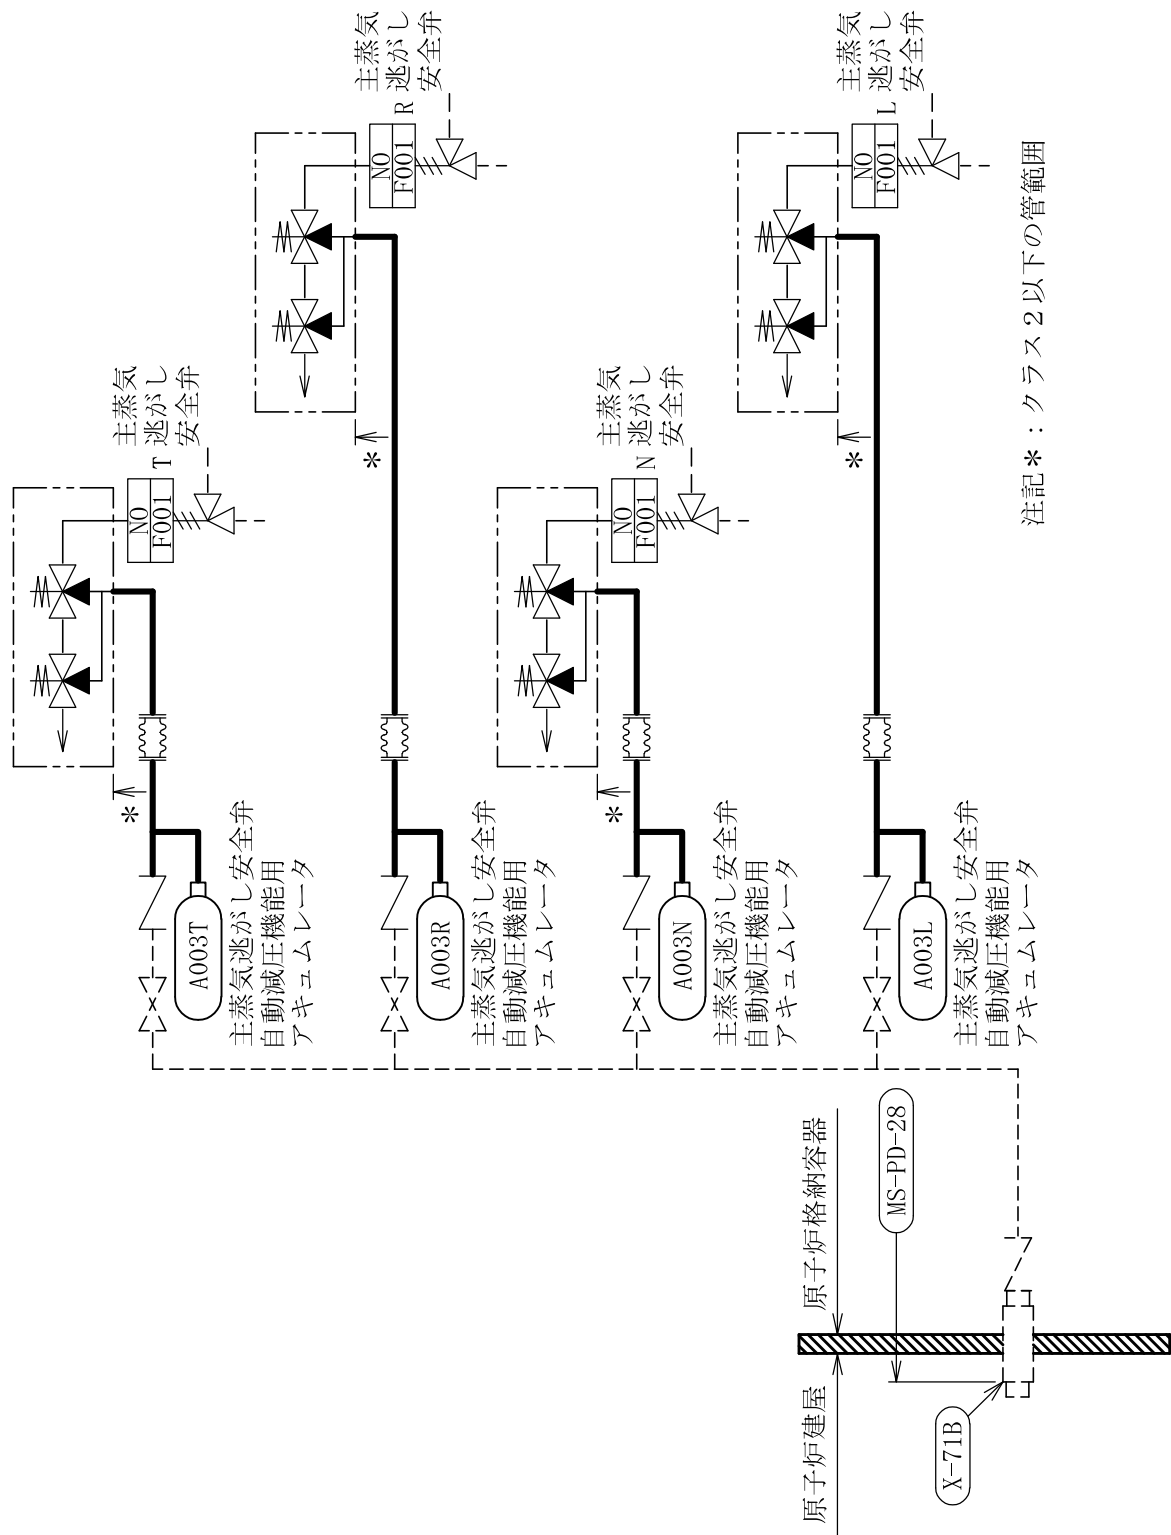 主蒸気
逃がし
安全弁
NO
F001
T
*
A003T
主蒸気逃がし安全弁
自動減圧機能用
アキュムレータ
主蒸気
逃がし
安全弁
NO
F001
R
*
A003R
主蒸気逃がし安全弁
自動減圧機能用
アキュムレータ
主蒸気
逃がし
安全弁
NO
F001
N
*
A003N
主蒸気逃がし安全弁
自動減圧機能用
アキュムレータ
主蒸気
逃がし
安全弁
NO
F001
L
*
A003L
主蒸気逃がし安全弁
自動減圧機能用
アキュムレータ
原子炉建屋
原子炉格納容器
MS-PD-28
X-71B
注記*:クラス2以下の管範囲